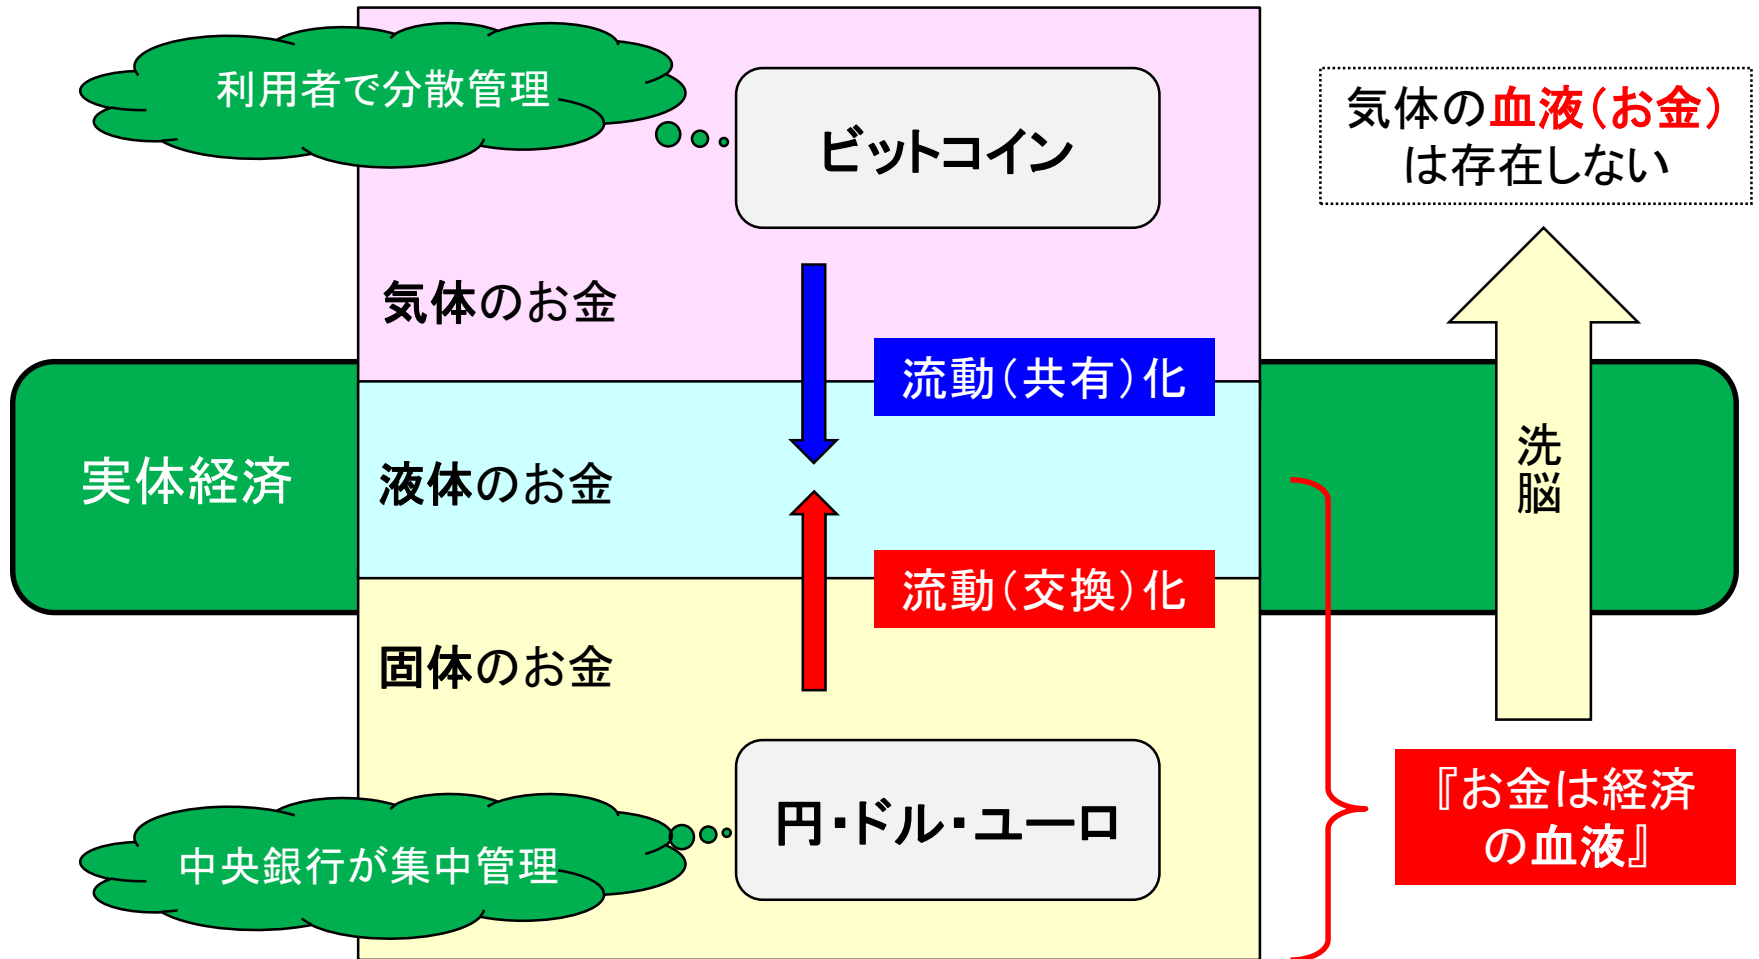 利用者で分散管理
ビットコイン
気体の血液(お金)
は存在しない
気体のお金
流動(共有)化
実体経済
液体のお金
洗脳
流動(交換)化
固体のお金
円・ドル・ユーロ
『お金は経済
の血液』
中央銀行が集中管理